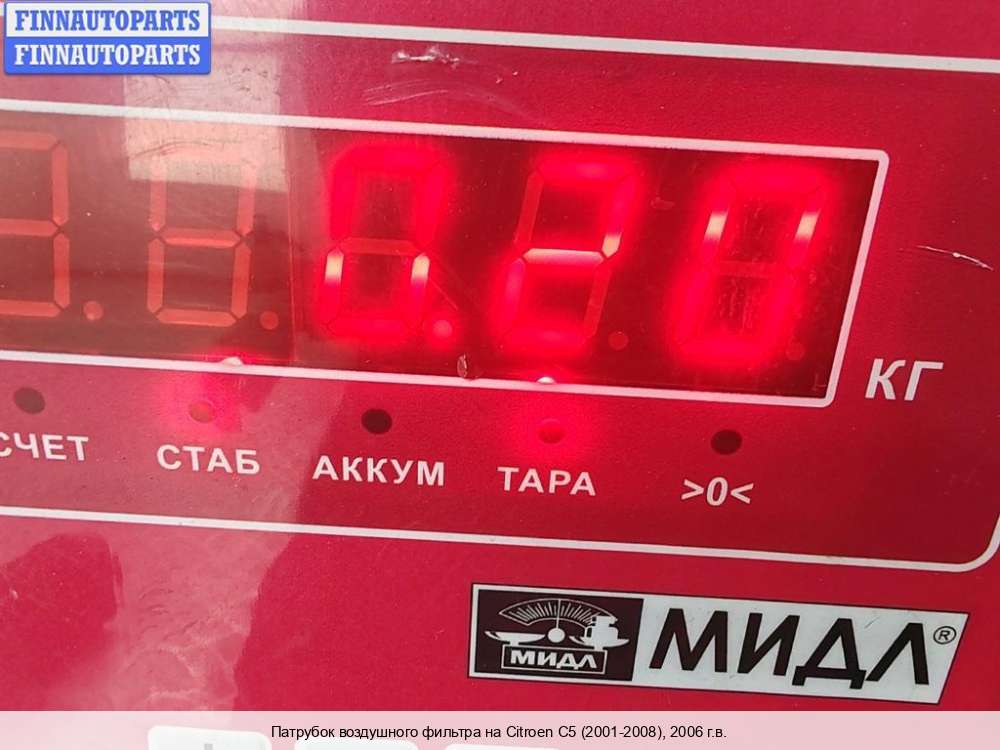 FINNAUTOPARTS
FINNAUTOPARTS
0.20
КГ
СЧЕТ
СТАБ
АККУМ
ТАРА
>0<
МИДЛ
МИДЛ®
Патрубок воздушного фильтра на Citroen C5 (2001-2008), 2006 г.в.